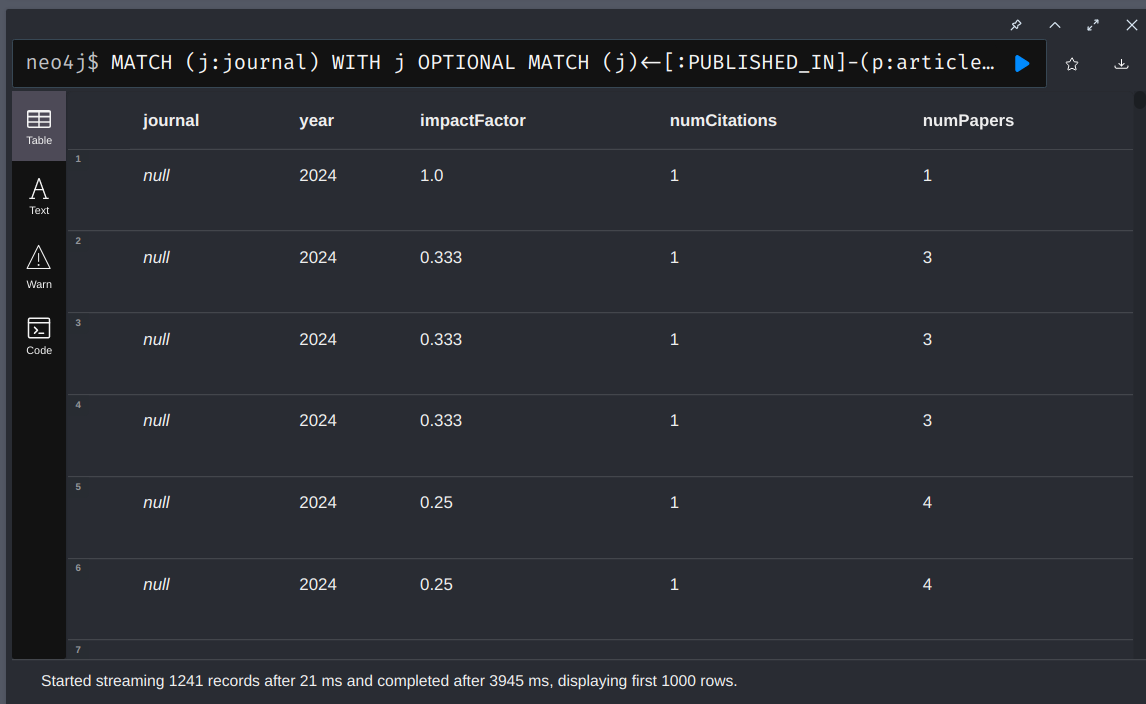 neo4j$ MATCH (j:journal) WITH j OPTIONAL MATCH (j)<-[:PUBLISHED_IN]-(p:article…
Table
Text
Warn
Code
journal year impactFactor numCitations numPapers
1
null 2024 1.0 1 1
2
null 2024 0.333 1 3
3
null 2024 0.333 1 3
4
null 2024 0.333 1 3
5
null 2024 0.25 1 4
6
null 2024 0.25 1 4
7
Started streaming 1241 records after 21 ms and completed after 3945 ms, displaying first 1000 rows.